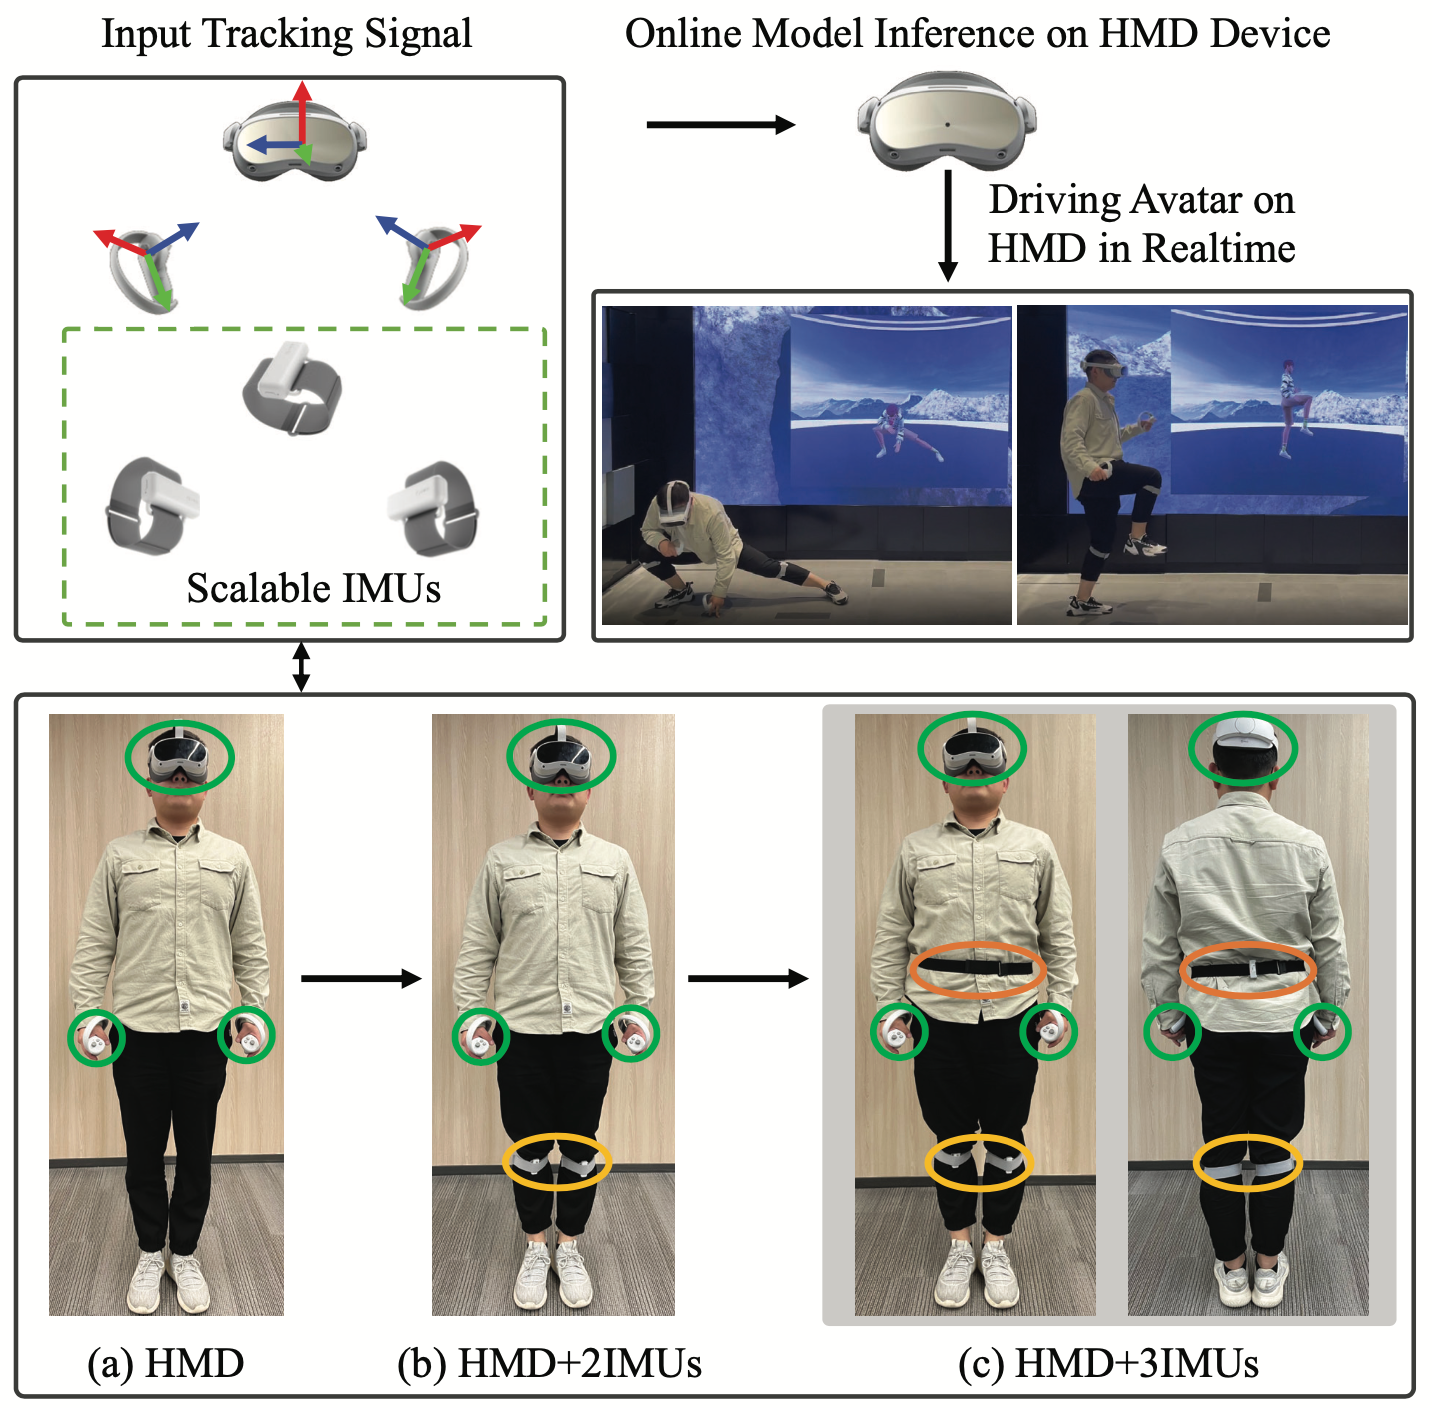 Input Tracking Signal
Online Model Inference on HMD Device
Driving Avatar on
HMD in Realtime
Scalable IMUs
(a) HMD
(b) HMD+2IMUs
(c) HMD+3IMUs